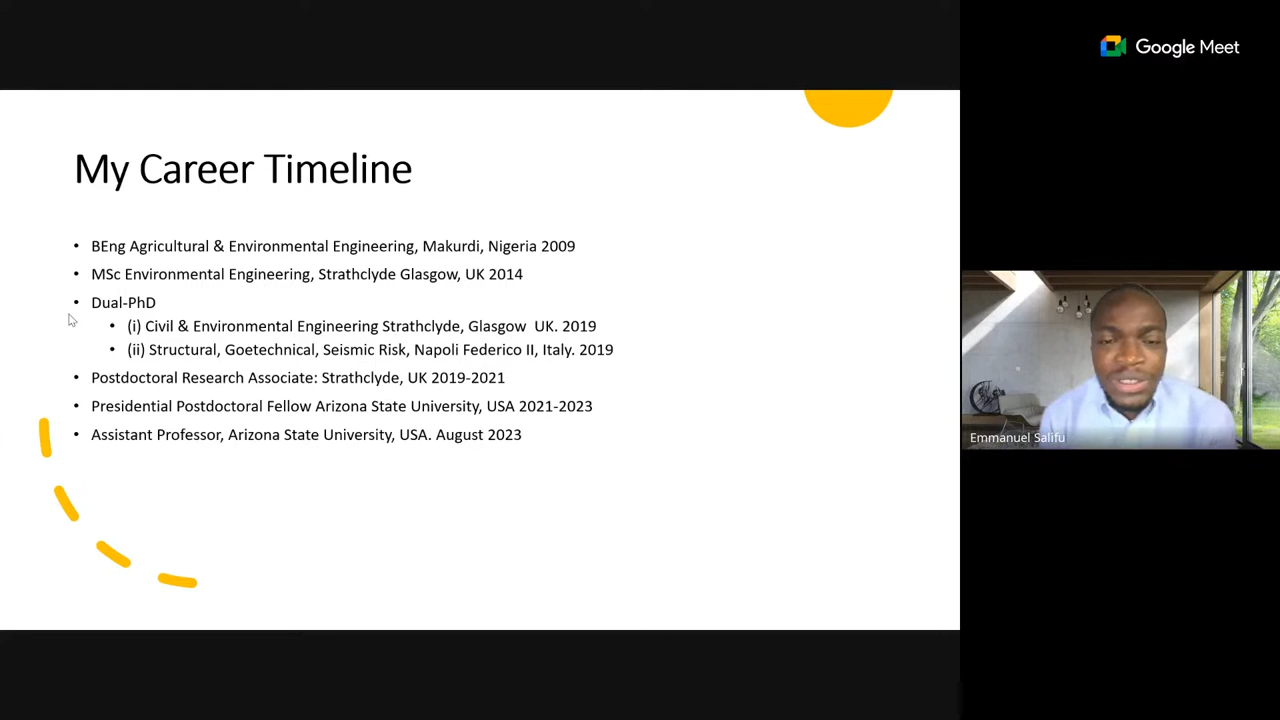 Google Meet
My Career Timeline
• BEng Agricultural & Environmental Engineering, Makurdi, Nigeria 2009
• MSc Environmental Engineering, Strathclyde Glasgow, UK 2014
• Dual-PhD
• (i) Civil & Environmental Engineering Strathclyde, Glasgow UK. 2019
• (ii) Structural, Goetechnical, Seismic Risk, Napoli Federico II, Italy. 2019
• Postdoctoral Research Associate: Strathclyde, UK 2019-2021
• Presidential Postdoctoral Fellow Arizona State University, USA 2021-2023
• Assistant Professor, Arizona State University, USA. August 2023
Emmanuel Salifu